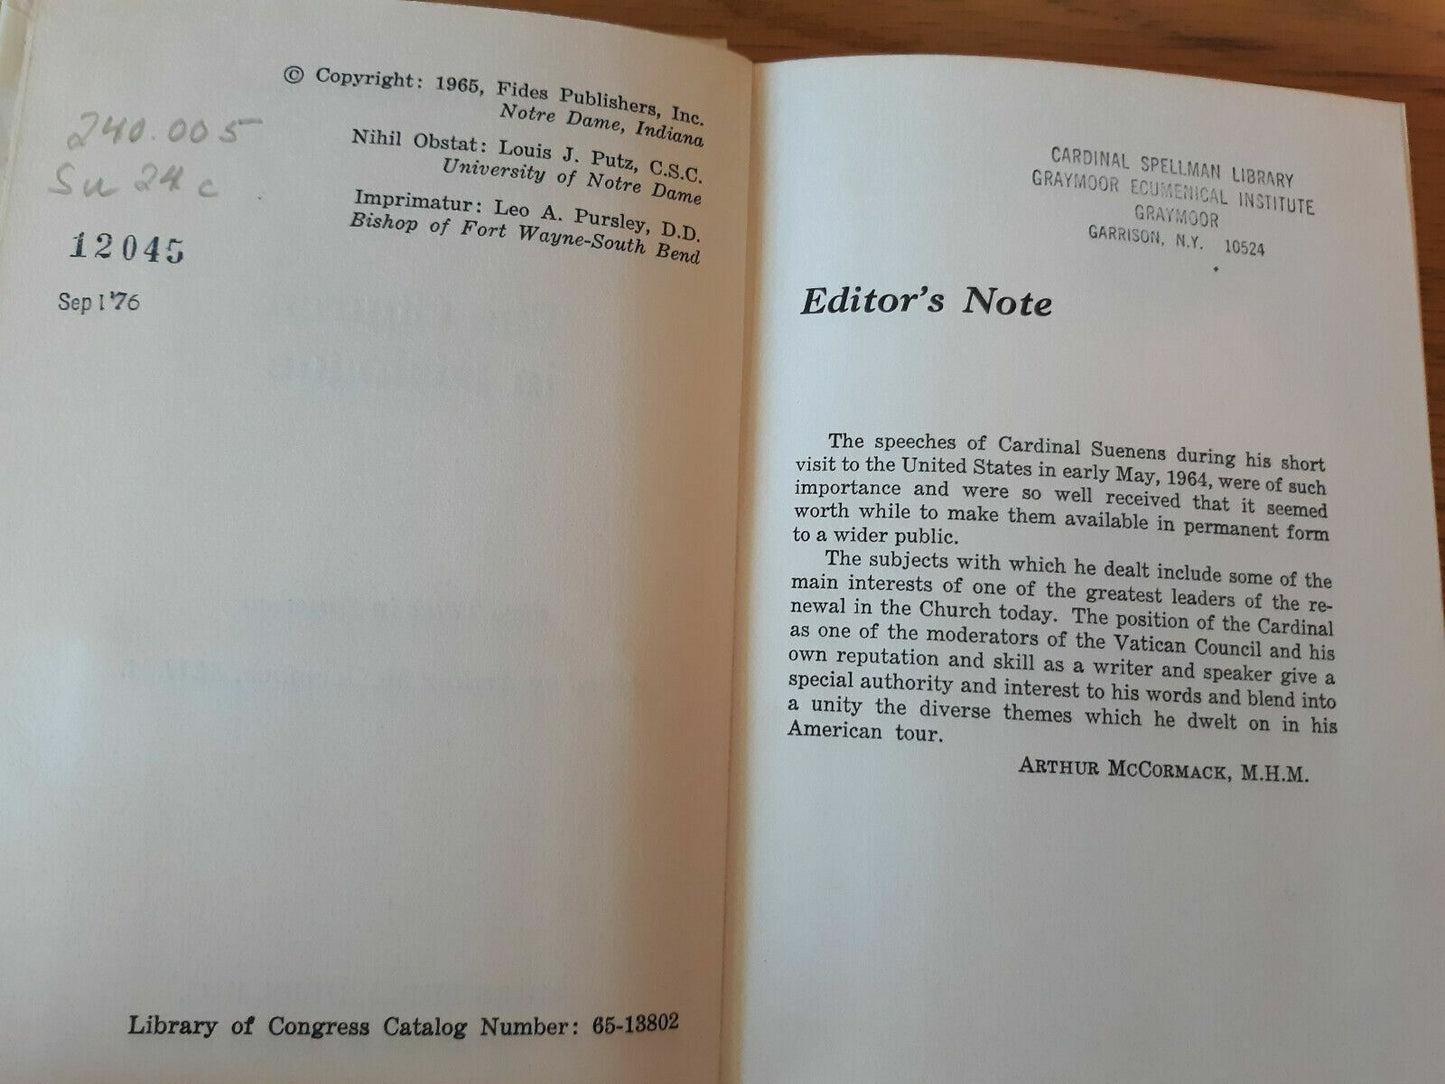 © Copyright: 1965, Fides Publishers, Inc.
Notre Dame, Indiana
Nihil Obstat: Louis J. Putz, C.S.C.
University of Notre Dame
Imprimatur: Leo A. Pursley, D.D.
Bishop of Fort Wayne-South Bend
240.005
Su 24 c
12045
Sep 1 '76
Library of Congress Catalog Number: 65-13802
CARDINAL SPELLMAN LIBRARY
GRAYMOOR ECUMENICAL INSTITUTE
GRAYMOOR
GARRISON, N.Y. 10524
Editor's Note
The speeches of Cardinal Suenens during his short
visit to the United States in early May, 1964, were of such
importance and were so well received that it seemed
worth while to make them available in permanent form
to a wider public.
The subjects with which he dealt include some of the
main interests of one of the greatest leaders of the re-
newal in the Church today. The position of the Cardinal
as one of the moderators of the Vatican Council and his
own reputation and skill as a writer and speaker give a
special authority and interest to his words and blend into
a unity the diverse themes which he dwelt on in his
American tour.
ARTHUR MCCORMACK, M.H.M.